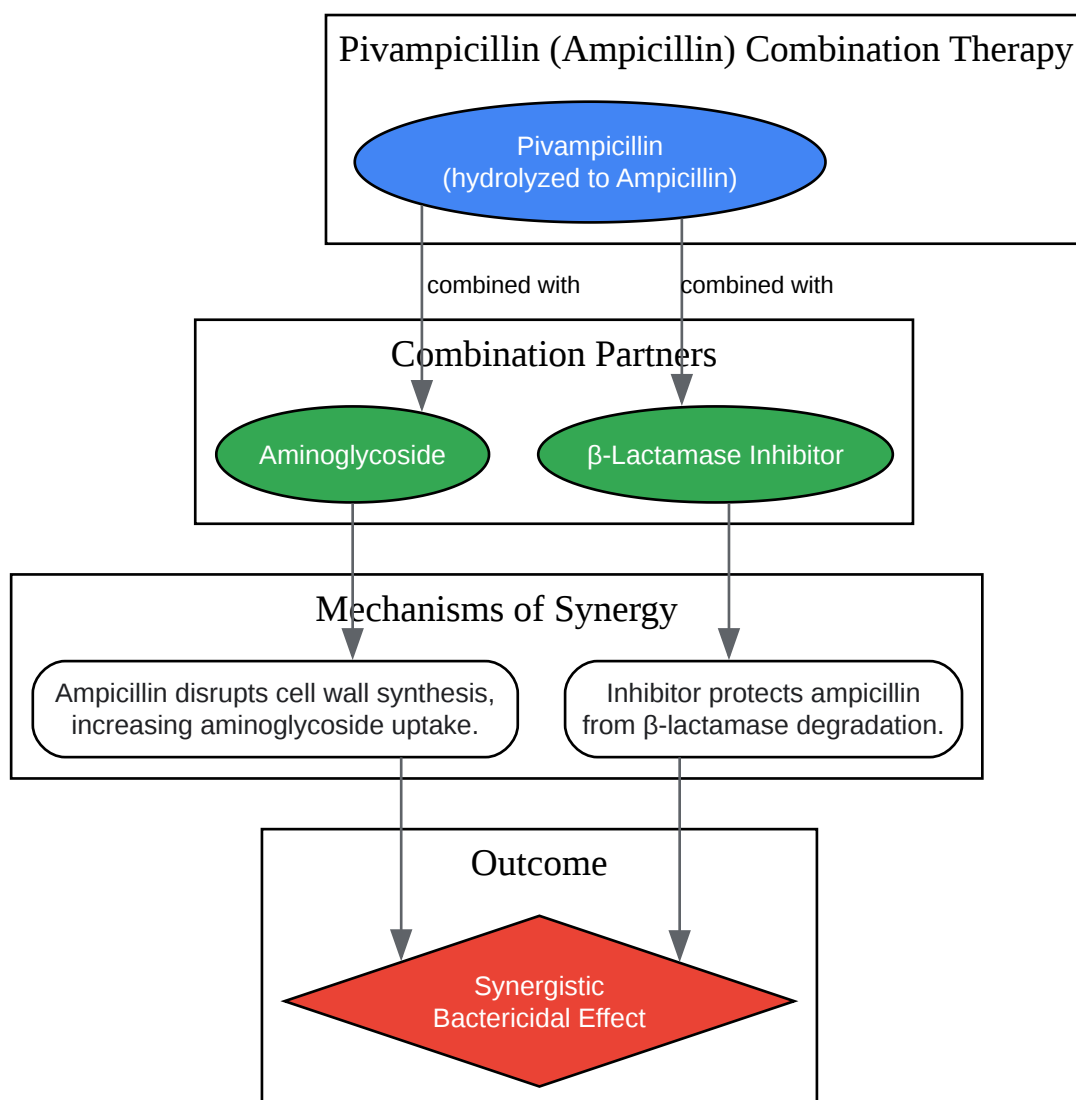 Pivampicillin (Ampicillin) Combination Therapy
Pivampicillin
(hydrolyzed to Ampicillin)
combined with
combined with
Combination Partners
Aminoglycoside
β-Lactamase Inhibitor
Mechanisms of Synergy
Ampicillin disrupts cell wall synthesis,
increasing aminoglycoside uptake.
Inhibitor protects ampicillin
from β-lactamase degradation.
Outcome
Synergistic
Bactericidal Effect